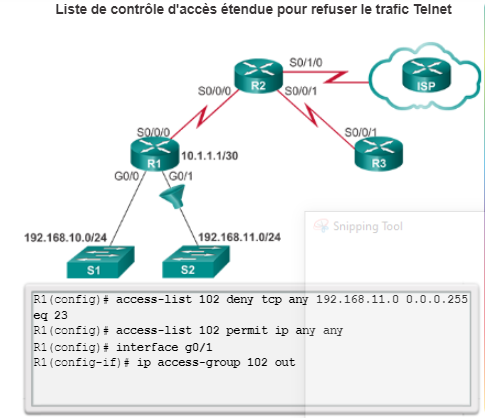 Liste de contrôle d'accès étendue pour refuser le trafic Telnet
S0/1/0
S0/0/0
R2
S0/0/1
ISP
S0/0/0
S0/0/1
R1
10.1.1.1/30
R3
G0/0
G0/1
Snipping Tool
192.168.10.0/24
192.168.11.0/24
S1
S2
R1(config)# access-list 102 deny tcp any 192.168.11.0 0.0.0.255
eq 23
R1(config)# access-list 102 permit ip any any
R1(config)# interface g0/1
R1(config-if)# ip access-group 102 out